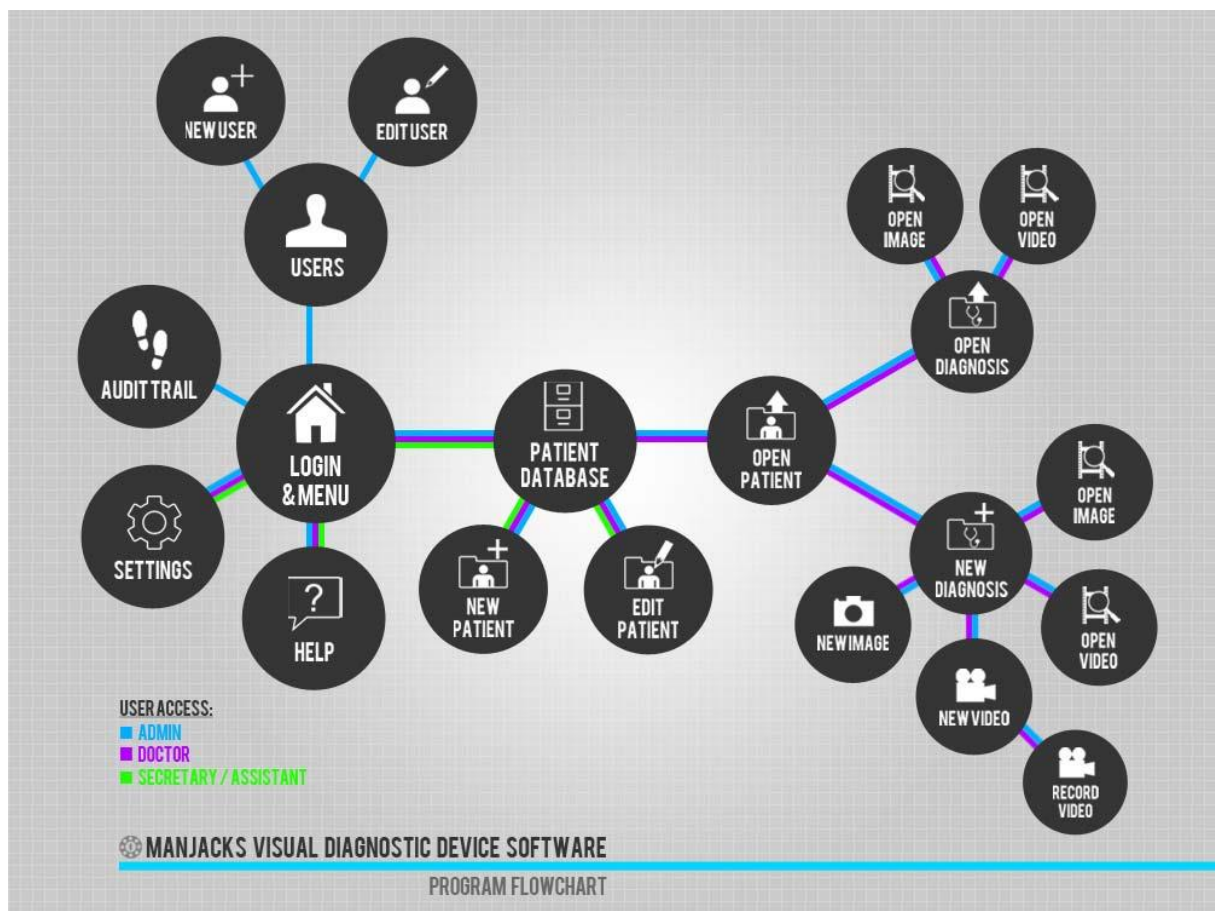 NEW USER
EDIT USER
USERS
AUDIT TRAIL
LOGIN
& MENU
SETTINGS
?
HELP
PATIENT
DATABASE
NEW
PATIENT
EDIT
PATIENT
OPEN
PATIENT
OPEN
IMAGE
OPEN
VIDEO
OPEN
DIAGNOSIS
NEW
DIAGNOSIS
OPEN
IMAGE
OPEN
VIDEO
NEW IMAGE
NEW VIDEO
RECORD
VIDEO
USER ACCESS:
ADMIN
DOCTOR
SECRETARY / ASSISTANT
MANJACKS VISUAL DIAGNOSTIC DEVICE SOFTWARE
PROGRAM FLOWCHART